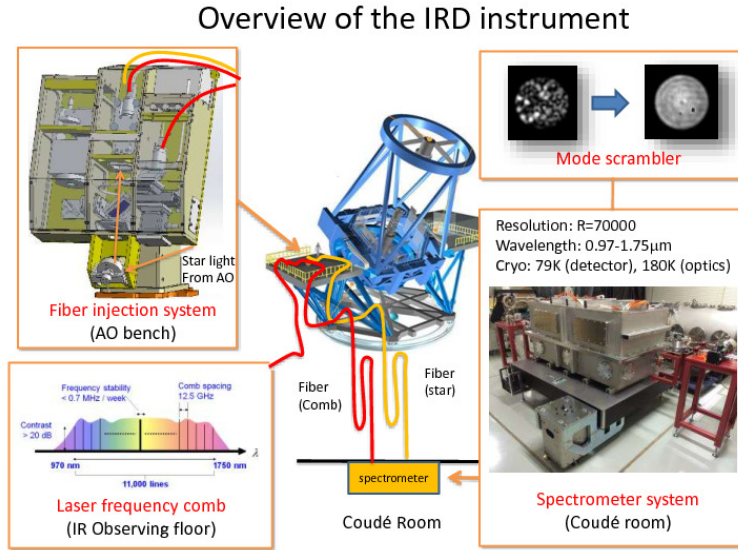 Overview of the IRD instrument
Star light
From AO
Fiber injection system
(AO bench)
Mode scrambler
Resolution: R=70000
Wavelength: 0.97-1.75μm
Cryo: 79K (detector), 180K (optics)
Fiber
(Comb)
Fiber
(star)
Frequency stability
< 0.7 MHz / week
Comb spacing
12.5 GHz
Contrast
> 20 dB
λ
970 nm
1750 nm
11,000 lines
Laser frequency comb
(IR Observing floor)
spectrometer
Coudé Room
Spectrometer system
(Coudé room)